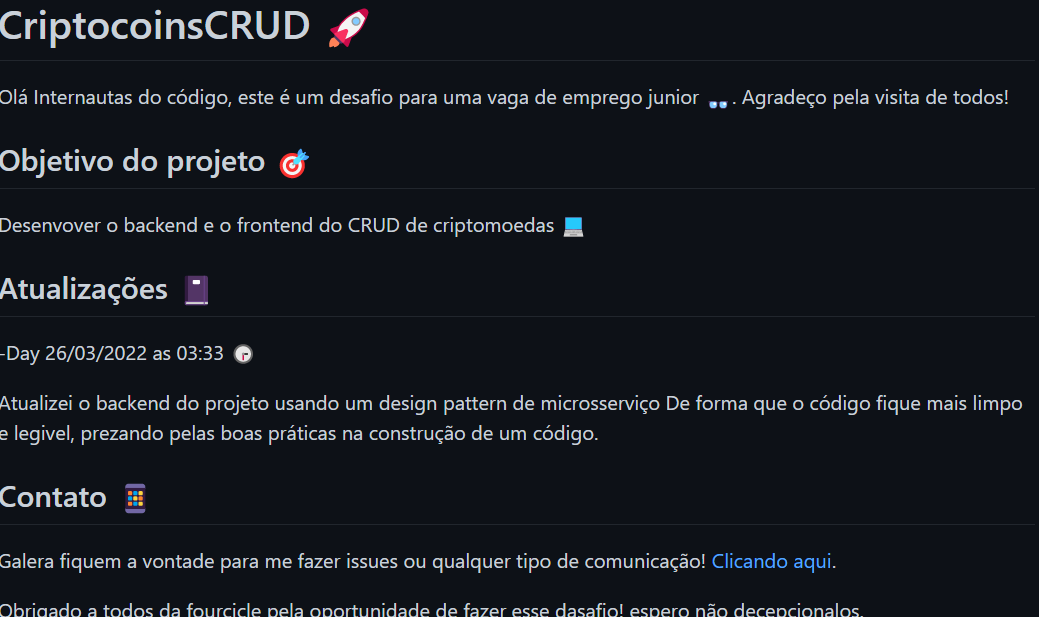 CriptocoinsCRUD 🚀
Olá Internautas do código, este é um desafio para uma vaga de emprego junior 👓. Agradeço pela visita de todos!
Objetivo do projeto 🎯
Desenvover o backend e o frontend do CRUD de criptomoedas 💻
Atualizações 📓
-Day 26/03/2022 as 03:33 🕞
Atualizei o backend do projeto usando um design pattern de microsserviço De forma que o código fique mais limpo
e legivel, prezando pelas boas práticas na construção de um código.
Contato 📱
Galera fiquem a vontade para me fazer issues ou qualquer tipo de comunicação! Clicando aqui.
Obrigado a todos da fourcicle pela oportunidade de fazer esse dasafio! espero não decepcionalos.